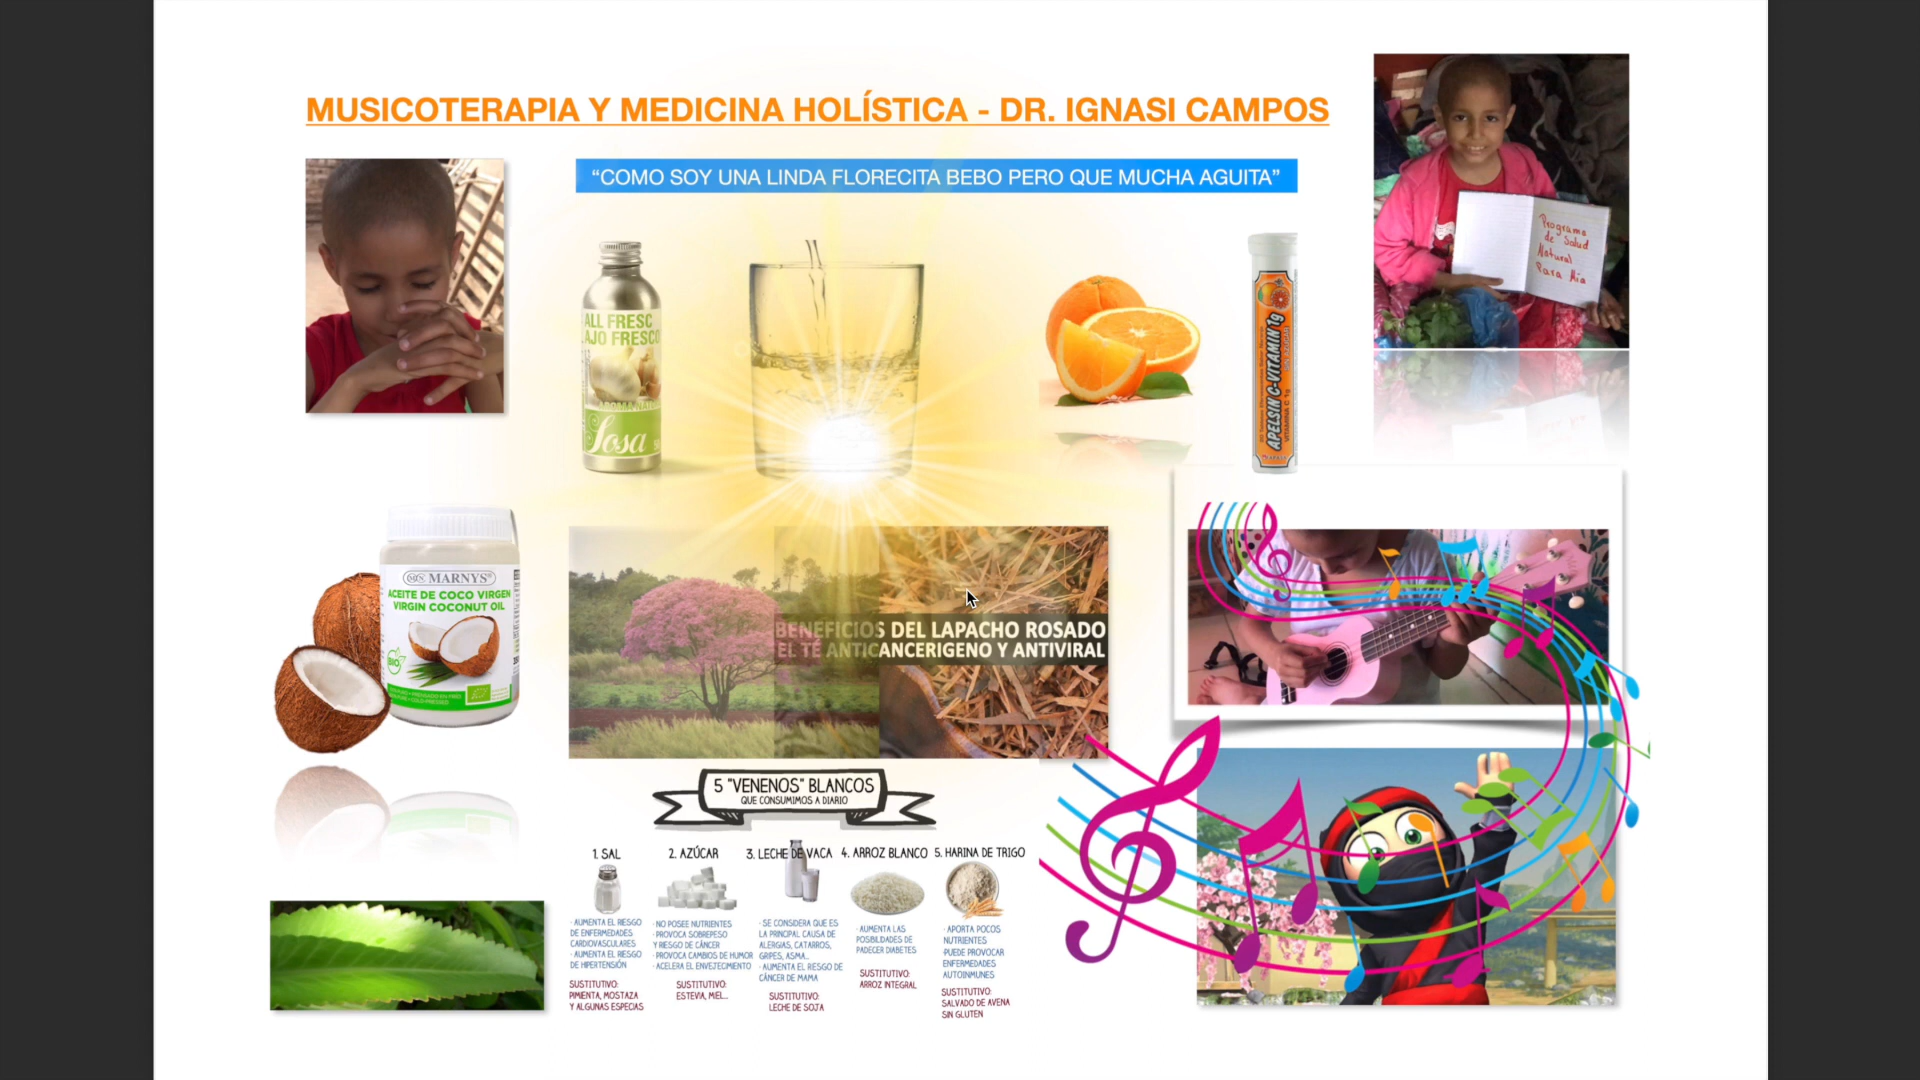 MUSICOTERAPIA Y MEDICINA HOLÍSTICA - DR. IGNASI CAMPOS
“COMO SOY UNA LINDA FLORECITA BEBO PERO QUE MUCHA AGUITA”
Programa
de Salud
Natural
Para Mia
ALL FRESC
AJO FRESCO
Sosa
APELSIN C-VITAMIN 1g
MARNYS®
ACEITE DE COCO VIRGEN
VIRGIN COCONUT OIL
BIO
BENEFICIOS DEL LAPACHO ROSADO
EL TÉ ANTICANCERIGENO Y ANTIVIRAL
5 "VENENOS" BLANCOS
QUE CONSUMIMOS A DIARIO
1. SAL
· AUMENTA EL RIESGO
DE ENFERMEDADES
CARDIOVASCULARES
· AUMENTA EL RIESGO
DE HIPERTENSIÓN
SUSTITUTIVO:
PIMIENTA, MOSTAZA
Y ALGUNAS ESPECIAS
2. AZÚCAR
· NO POSEE NUTRIENTES
· PROVOCA SOBREPESO
Y RIESGO DE CÁNCER
· PROVOCA CAMBIOS DE HUMOR
· ACELERA EL ENVEJECIMIENTO
SUSTITUTIVO:
ESTEVIA, MIEL...
3. LECHE DE VACA
· SE CONSIDERA QUE ES
LA PRINCIPAL CAUSA DE
ALERGIAS, CATARROS,
GRIPES, ASMA...
· AUMENTA EL RIESGO DE
CÁNCER DE MAMA
SUSTITUTIVO:
LECHE DE SOJA
4. ARROZ BLANCO
· AUMENTA LAS
POSIBILIDADES DE
PADECER DIABETES
SUSTITUTIVO:
ARROZ INTEGRAL
5. HARINA DE TRIGO
· APORTA POCOS
NUTRIENTES
·PUEDE PROVOCAR
ENFERMEDADES
AUTOINMUNES
SUSTITUTIVO:
SALVADO DE AVENA
SIN GLUTEN